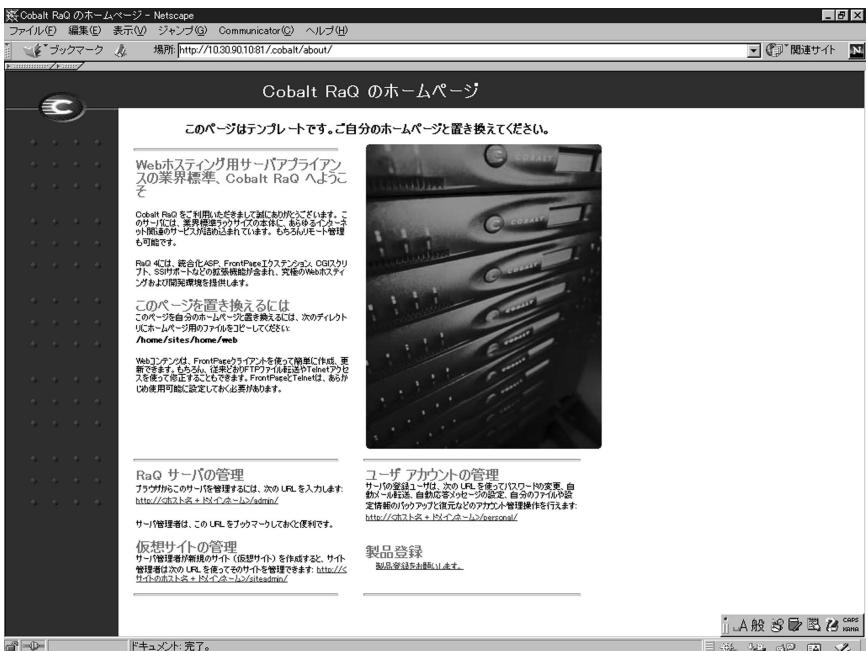 Cobalt RaQ のホームページ - Netscape
ファイル(F) 編集(E) 表示(V) ジャンプ(G) Communicator(C) ヘルプ(H)
ブックマーク 場所: http://10.30.90.10:81/.cobalt/about/ 関連サイト N
Cobalt RaQ のホームページ
C
このページはテンプレートです。ご自分のホームページと置き換えてください。
Webホスティング用サーバアプライアン
スの業界標準、Cobalt RaQ へようこ
そ
Cobalt RaQ をご利用いただきまして誠にありがとうございます。こ
のサーバには、業界標準ラックサイズの本体に、あらゆるインターネ
ット関連のサービスが詰め込まれています。もちろんリモート管理
も可能です。
RaQ 4には、統合化ASP、FrontPageエクステンション、CGIスクリ
プト、SSIサポートなどの拡張機能が含まれ、究極のWebホスティ
ングおよび開発環境を提供します。
このページを置き換えるには
このページを自分のホームページと置き換えるには、次のディレクト
リにホームページ用のファイルをコピーしてください:
/home/sites/home/web
Webコンテンツは、FrontPageクライアントを使って簡単に作成、更
新できます。もちろん、従来どおりFTPファイル転送やTelnetアクセ
スを使って修正することもできます。FrontPageとTelnetは、あらか
じめ使用可能に設定しておく必要があります。
COBALT
COBALT
COBALT
RaQ サーバの管理
ブラウザからこのサーバを管理するには、次の URL を入力します:
http://<ホスト名 + ドメインネーム>/admin/
サーバ管理者は、この URL をブックマークしておくと便利です。
仮想サイトの管理
サーバ管理者が新規のサイト（仮想サイト）を作成すると、サイト
管理者は次の URL を使ってそのサイトを管理できます: http://<
サイトのホスト名 + ドメインネーム>/siteadmin/
ユーザ アカウントの管理
サーバの登録ユーザは、次の URL を使ってパスワードの変更、自
動メール転送、自動応答メッセージの設定、自分のファイルや設
定情報のバックアップと復元などのアカウント管理操作を行えます:
http://<ホスト名 + ドメインネーム>/personal/
製品登録
製品登録をお願いします。
A 般 CAPS
KANA
ドキュメント: 完了。